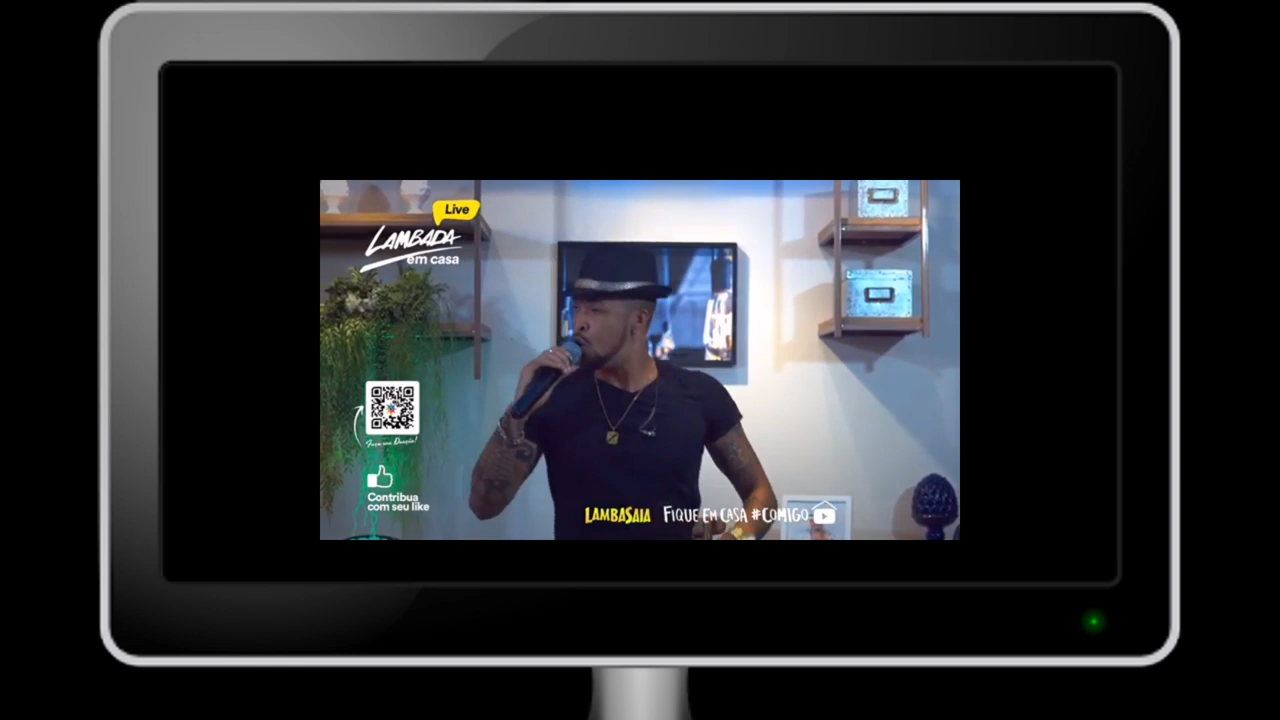 Live
LAMBADA
em casa
Faça sua Doação!
Contribua
com seu like
LAMBASAIA FIQUE EM CASA #COMIGO